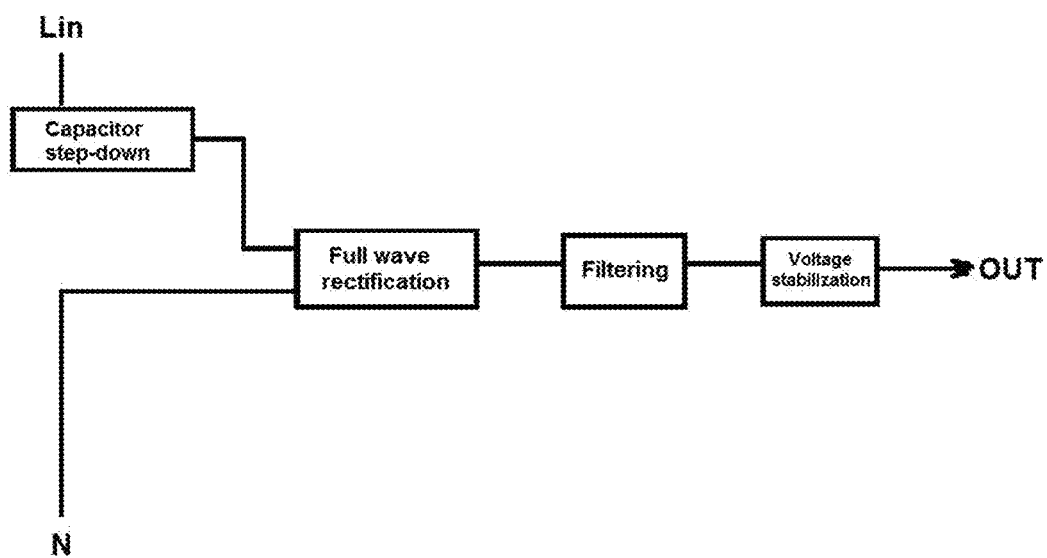 Lin
Capacitor
step-down
Full wave
rectification
Filtering
Voltage
stabilization
OUT
N